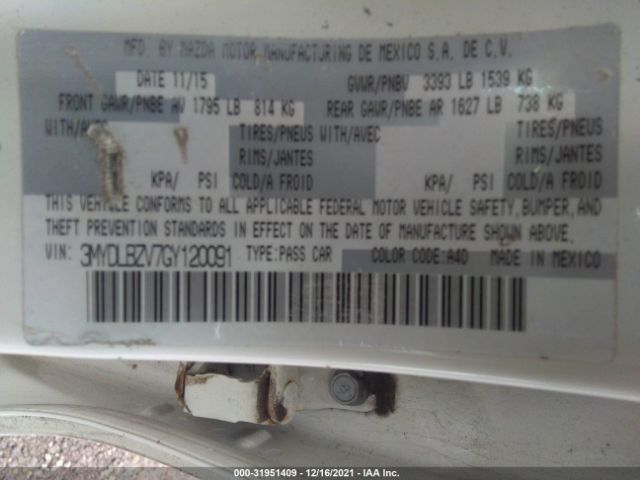 MFD BY MAZDA MOTOR MANUFACTURING DE MEXICO S.A. DE C.V.
DATE 11/15 GVWR/PNBV 3393 LB 1539 KG
FRONT GAWR/PNBE AV 1795 LB 814 KG REAR GAWR/PNBE AR 1627 LB 738 KG
WITH/AVEC TIRES/PNEUS WITH/AVEC TIRES/PNEUS
RIMS/JANTES RIMS/JANTES
KPA/ PSI COLD/A FROID KPA/ PSI COLD/A FROID
THIS VEHICLE CONFORMS TO ALL APPLICABLE FEDERAL MOTOR VEHICLE SAFETY, BUMPER, AND
THEFT PREVENTION STANDARDS IN EFFECT ON THE DATE OF MANUFACTURE SHOWN ABOVE.
VIN: 3MYDLBZV7GY120091 TYPE:PASS CAR COLOR CODE:A4D MADE IN MEXICO
000-31951409 - 12/16/2021 - IAA Inc.